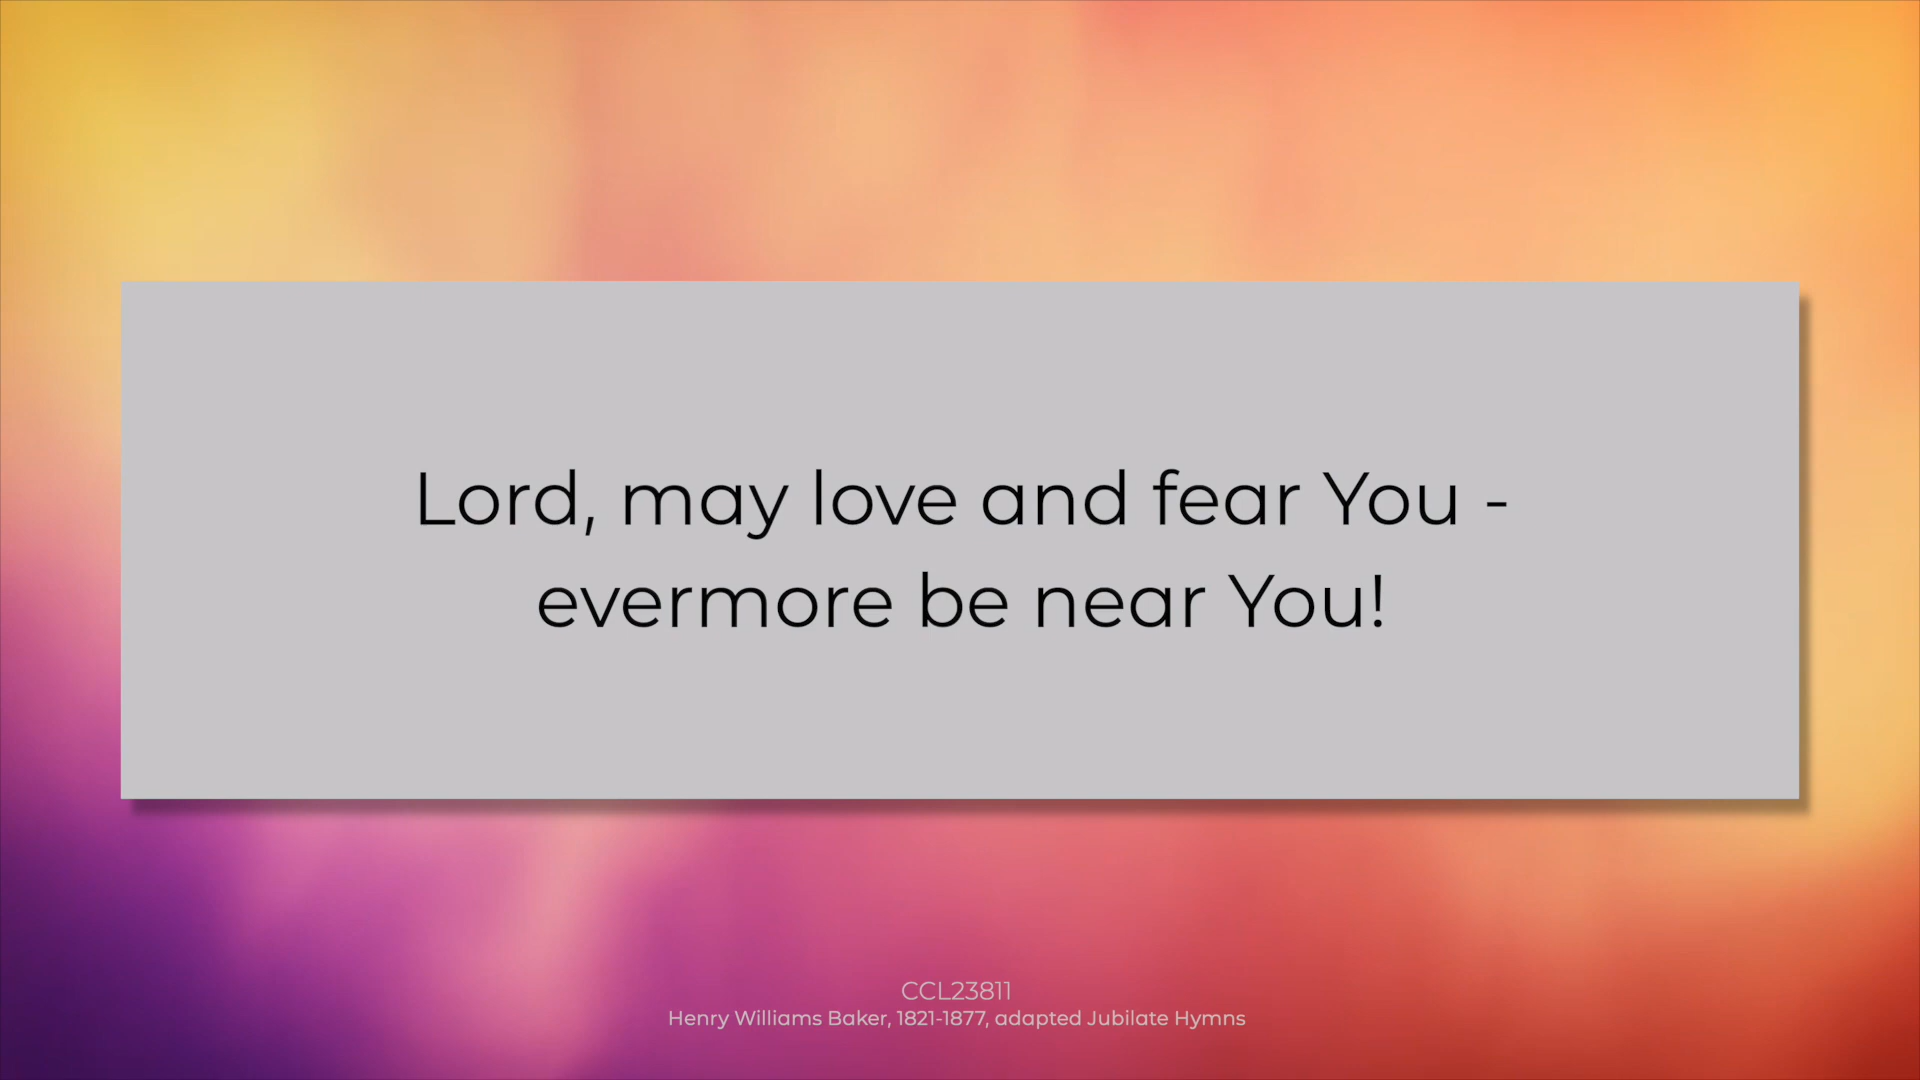 Lord, may love and fear You -
evermore be near You!
CCL23811
Henry Williams Baker, 1821-1877, adapted Jubilate Hymns